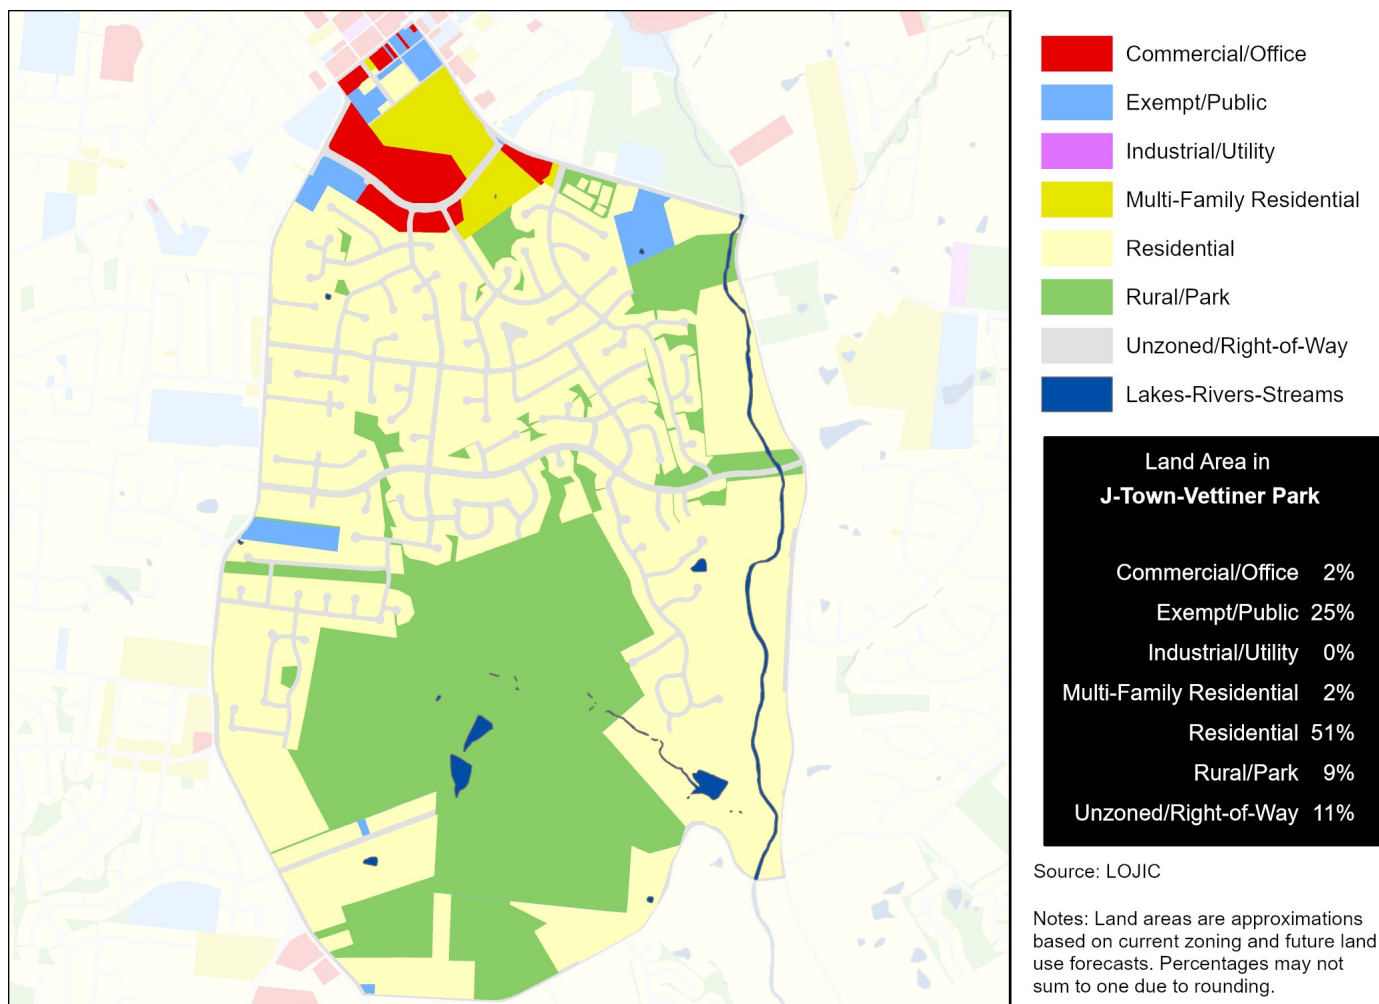 Commercial/Office
Exempt/Public
Industrial/Utility
Multi-Family Residential
Residential
Rural/Park
Unzoned/Right-of-Way
Lakes-Rivers-Streams
Land Area in
J-Town-Vettiner Park
Commercial/Office 2%
Exempt/Public 25%
Industrial/Utility 0%
Multi-Family Residential 2%
Residential 51%
Rural/Park 9%
Unzoned/Right-of-Way 11%
Source: LOJIC
Notes: Land areas are approximations
based on current zoning and future land
use forecasts. Percentages may not
sum to one due to rounding.